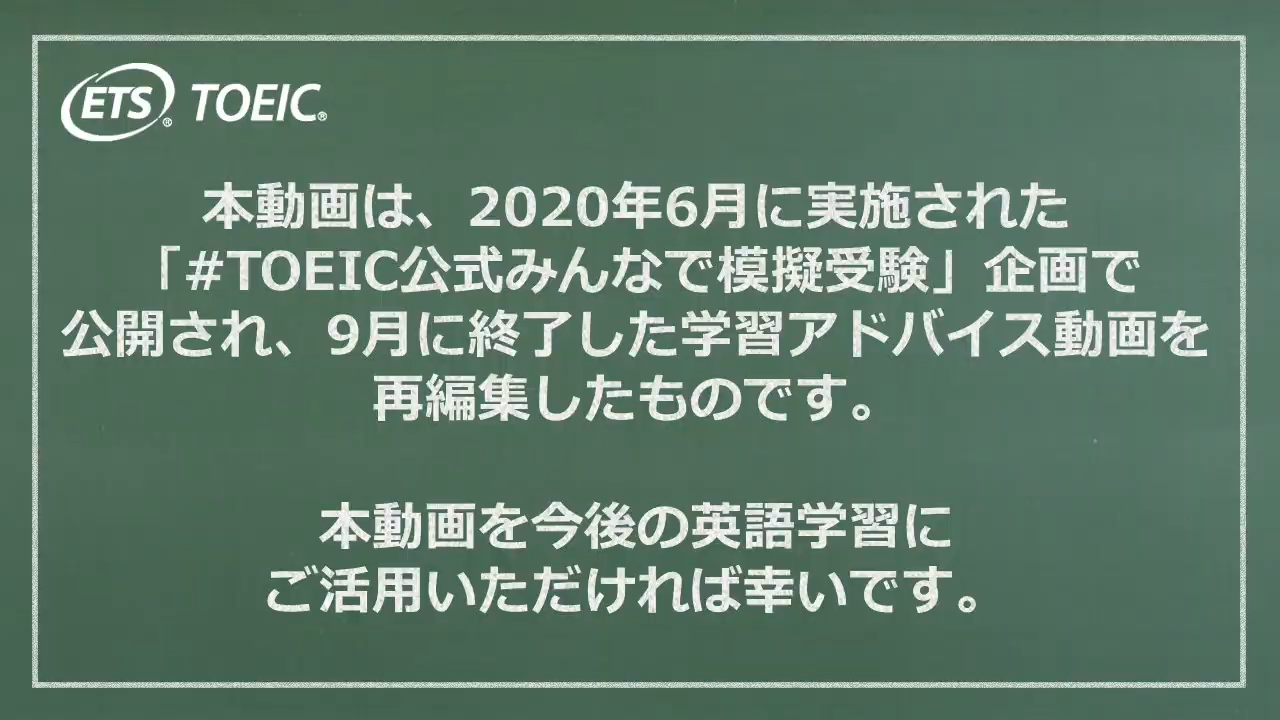 ETS® TOEIC®
本動画は、2020年6月に実施された
「#TOEIC公式みんなで模擬受験」企画で
公開され、9月に終了した学習アドバイス動画を
再編集したものです。
本動画を今後の英語学習に
ご活用いただければ幸いです。